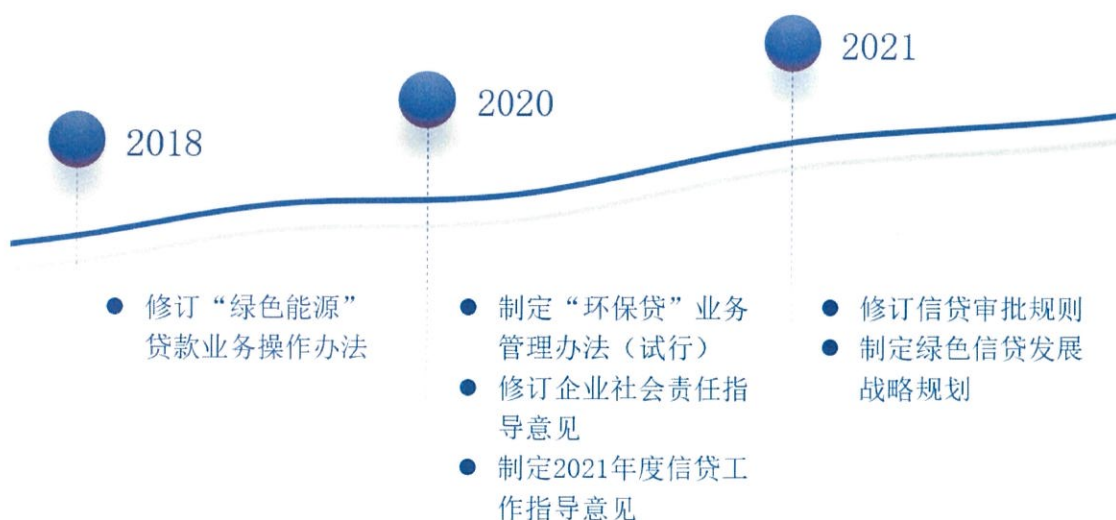 2018
修订“绿色能源”
贷款业务操作办法
2020
制定“环保贷”业务
管理办法（试行）
修订企业社会责任指
导意见
制定2021年度信贷工
作指导意见
2021
修订信贷审批规则
制定绿色信贷发展
战略规划